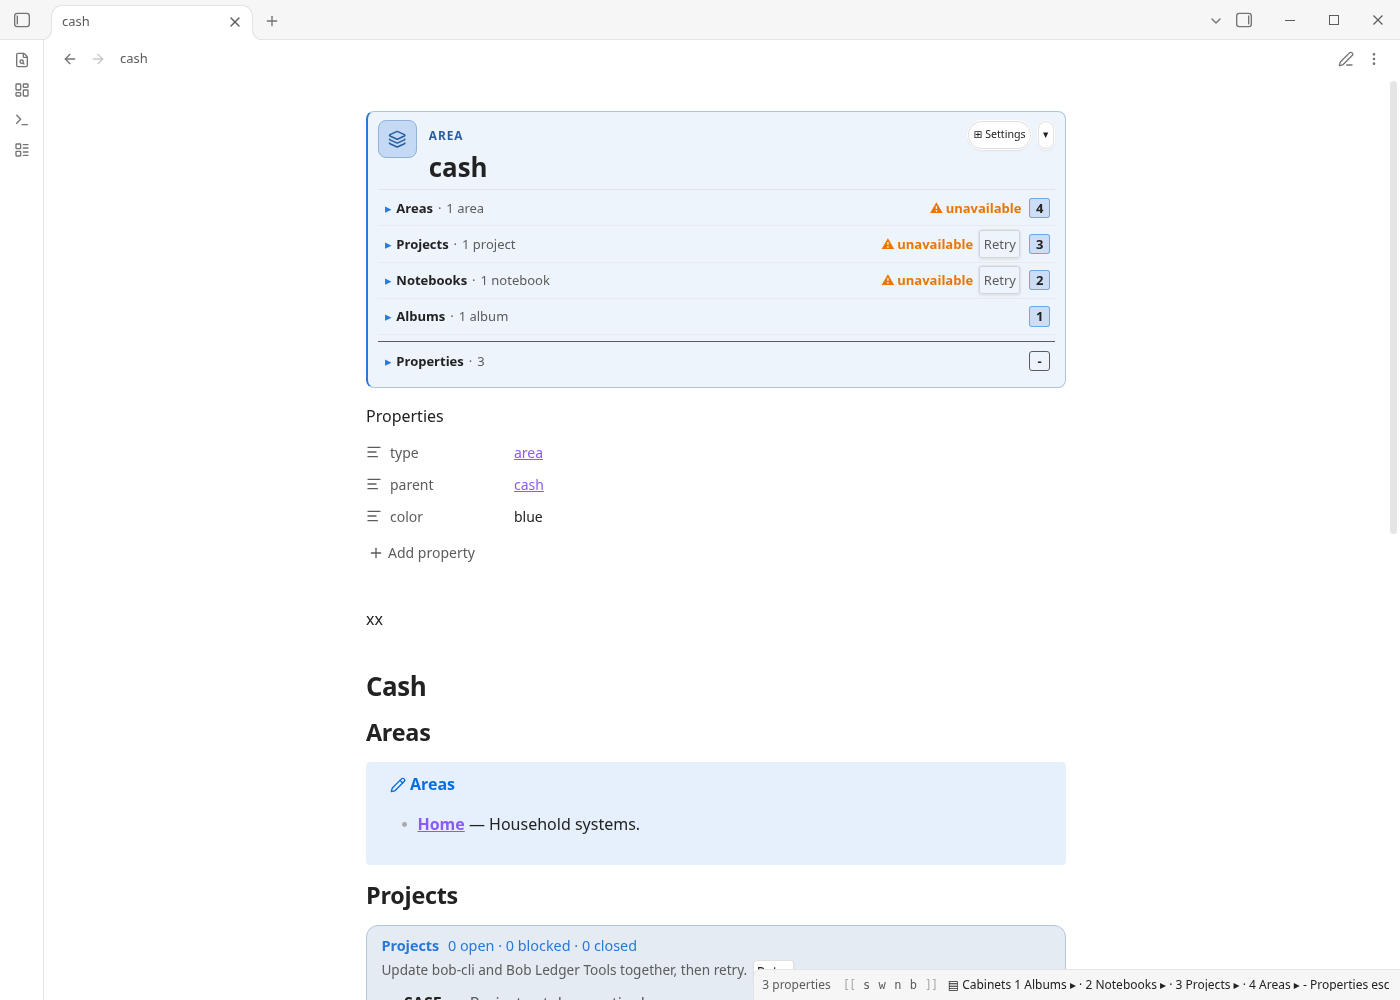 cash
cash
AREA
⊞ Settings ▾
cash
▸ Areas · 1 area ⚠ unavailable 4
▸ Projects · 1 project ⚠ unavailable Retry 3
▸ Notebooks · 1 notebook ⚠ unavailable Retry 2
▸ Albums · 1 album 1
▸ Properties · 3 -
Properties
type area
parent cash
color blue
Add property
xx
Cash
Areas
Areas
Home — Household systems.
Projects
Projects 0 open · 0 blocked · 0 closed
Update bob-cli and Bob Ledger Tools together, then retry.
3 properties [[ s w n b ]] ▤ Cabinets 1 Albums ▸ · 2 Notebooks ▸ · 3 Projects ▸ · 4 Areas ▸ · - Properties esc